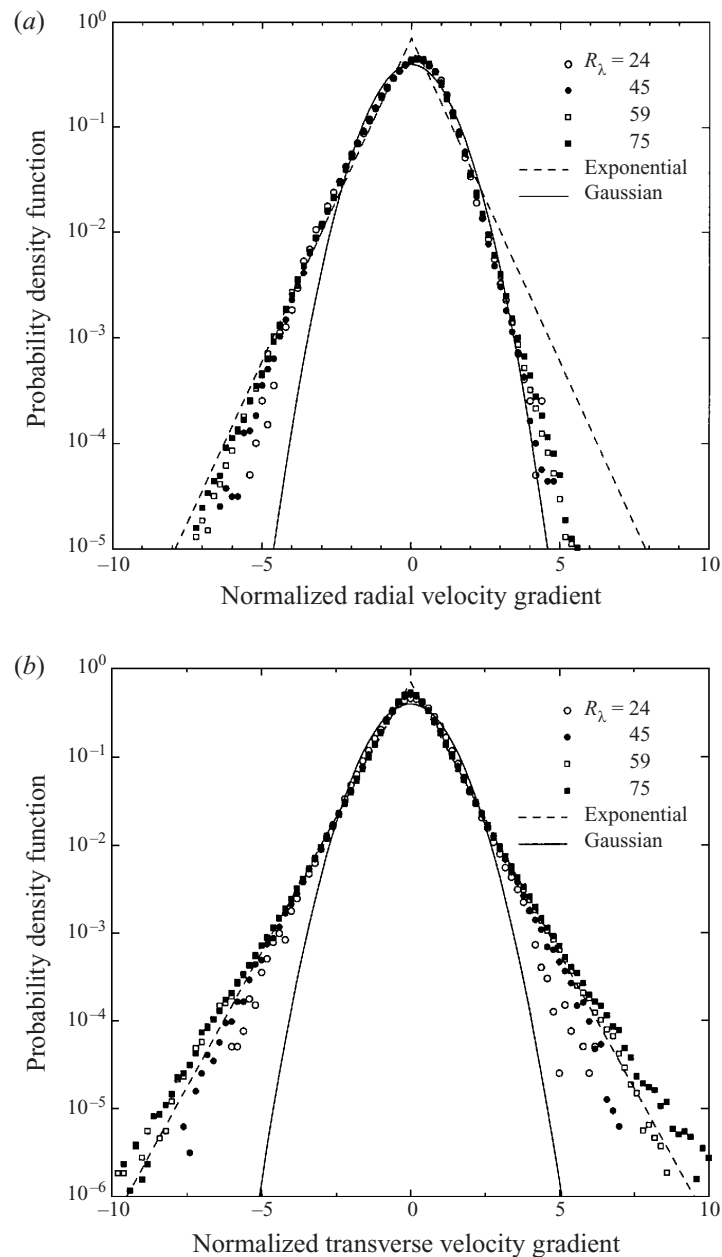 (a)
10^0
10^-1
10^-2
10^-3
10^-4
10^-5
Probability density function
R_λ = 24
45
59
75
Exponential
Gaussian
−10 −5 0 5 10
Normalized radial velocity gradient
(b)
10^0
10^-1
10^-2
10^-3
10^-4
10^-5
10^-6
Probability density function
R_λ = 24
45
59
75
Exponential
Gaussian
−10 −5 0 5 10
Normalized transverse velocity gradient